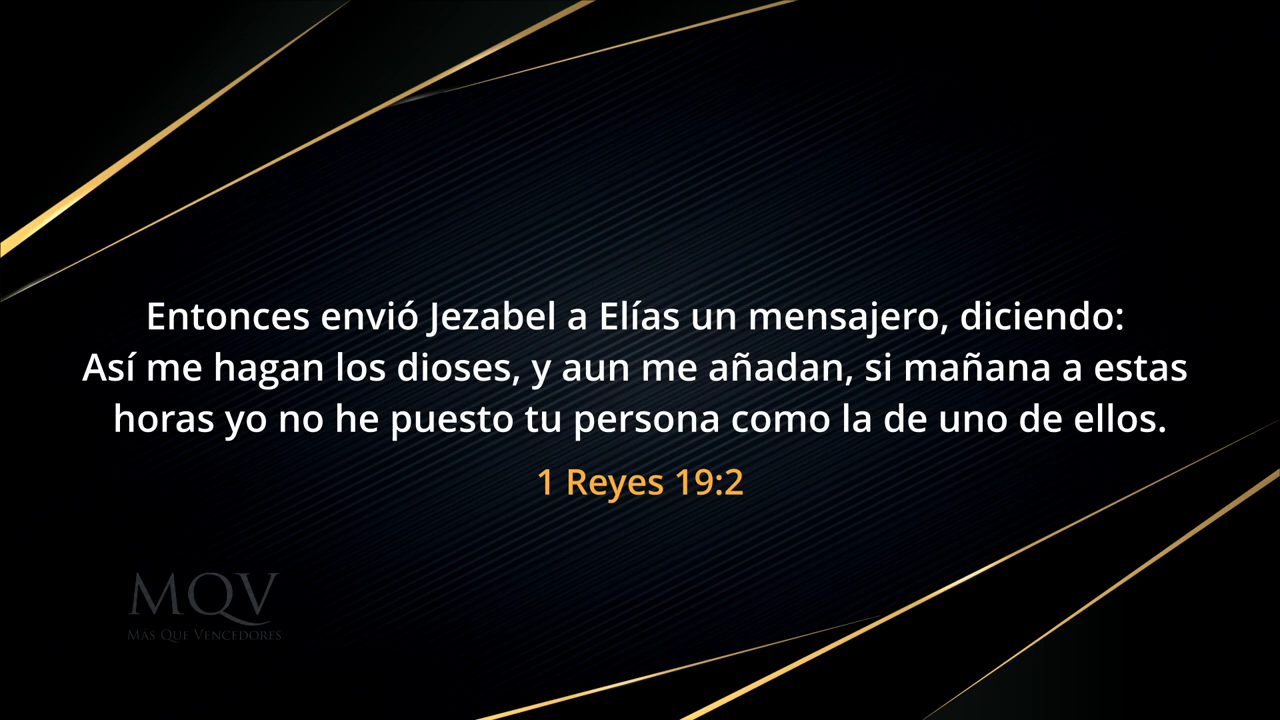 Entonces envió Jezabel a Elías un mensajero, diciendo:
Así me hagan los dioses, y aun me añadan, si mañana a estas
horas yo no he puesto tu persona como la de uno de ellos.
1 Reyes 19:2
MQV
MÁS QUE VENCEDORES